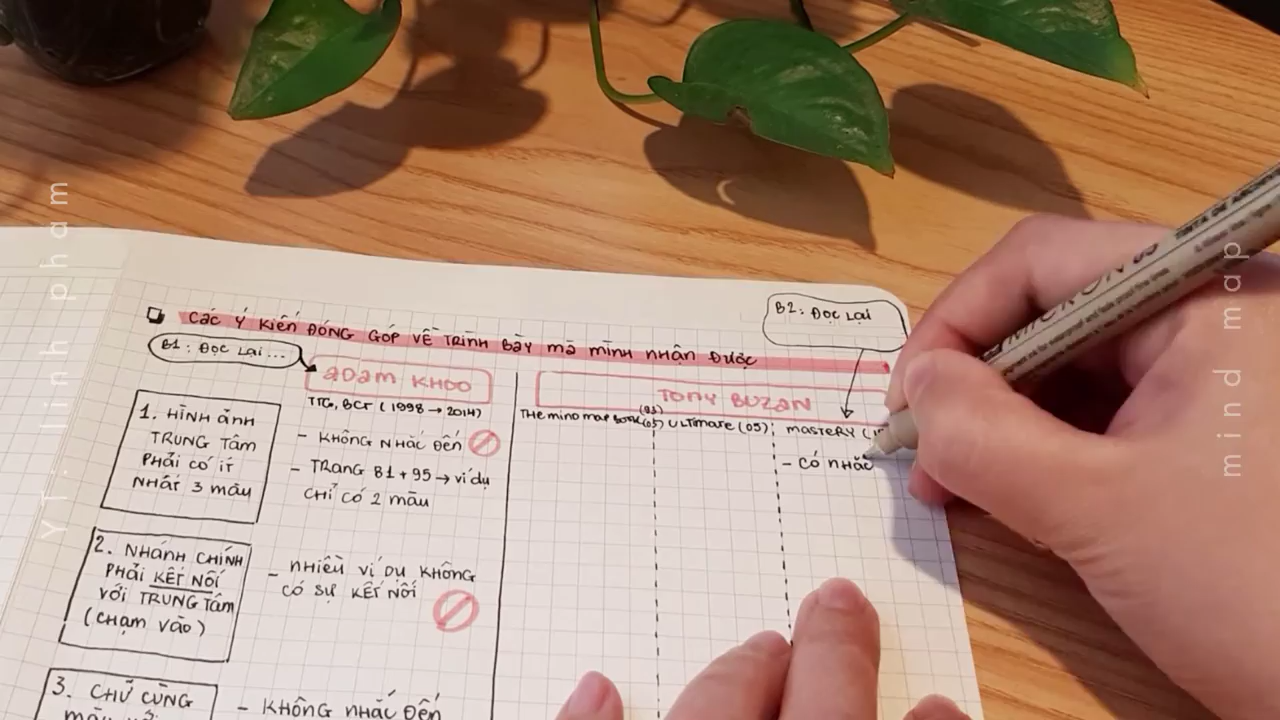 Các ý kiến ĐÓNG GÓP VỀ TRÌNH BÀY mà mình nhận được
B1: ĐỌC LẠI...
B2: ĐỌC LẠI
ADAM KHOO
TONY BUZAN
TTG, BCT (1998 → 2014)
THE mind map book (03) (05)
ULTIMATE (05)
MASTERY
1. HÌNH ảnh
TRUNG TÂM
PHẢI có ít
NHẤT 3 màu
- KHÔNG NHẮC ĐẾN
- TRANG 81 + 95 → ví dụ
CHỈ CÓ 2 màu
- CÓ NHẮC
2. NHÁNH CHÍNH
PHẢI KẾT NỐI
VỚI TRUNG TÂM
(CHẠM VÀO)
- NHIỀU VÍ DỤ KHÔNG
CÓ SỰ KẾT NỐI
3. CHỮ CÙNG
- KHÔNG NHẮC ĐẾN
YT. linh pham
mind map
MICRON 05